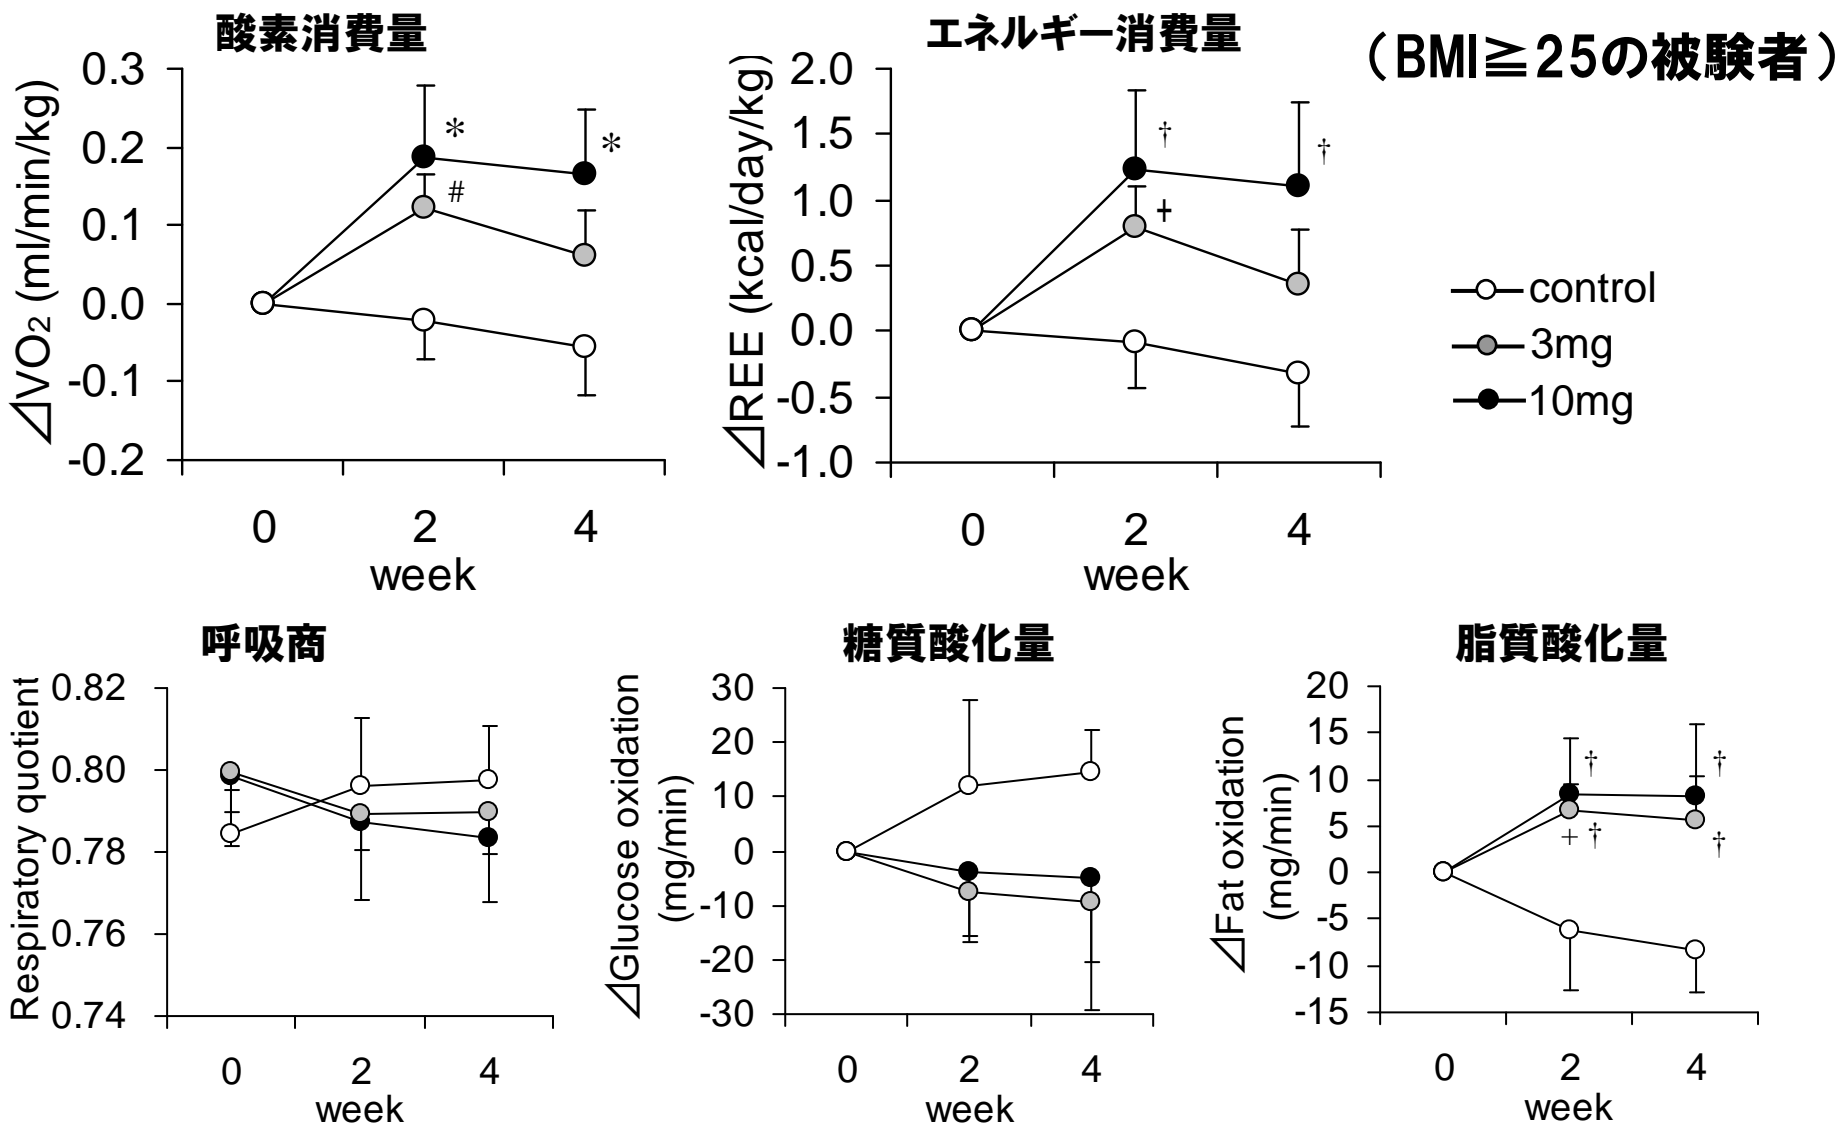 酸素消費量
エネルギー消費量
（BMI≧25の被験者）
⊿VO2 (ml/min/kg)
0.3
0.2
0.1
0.0
-0.1
-0.2
*
*
#
0
2
4
week
⊿REE (kcal/day/kg)
2.0
1.5
1.0
0.5
0.0
-0.5
-1.0
†
†
+
0
2
4
week
control
3mg
10mg
呼吸商
Respiratory quotient
0.82
0.80
0.78
0.76
0.74
0
2
4
week
糖質酸化量
⊿Glucose oxidation
(mg/min)
30
20
10
0
-10
-20
-30
0
2
4
week
脂質酸化量
⊿Fat oxidation
(mg/min)
20
15
10
5
0
-5
-10
-15
†
†
+ †
†
0
2
4
week